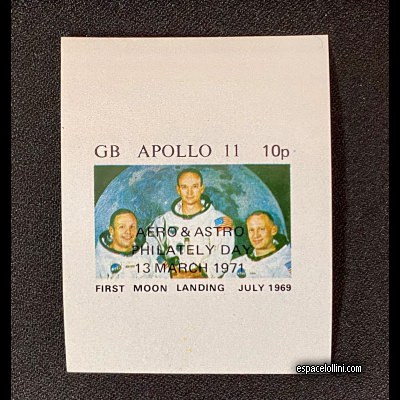 GB APOLLO 11 10p
AERO & ASTRO
PHILATELY DAY
13 MARCH 1971
FIRST MOON LANDING JULY 1969
espacelollini.com